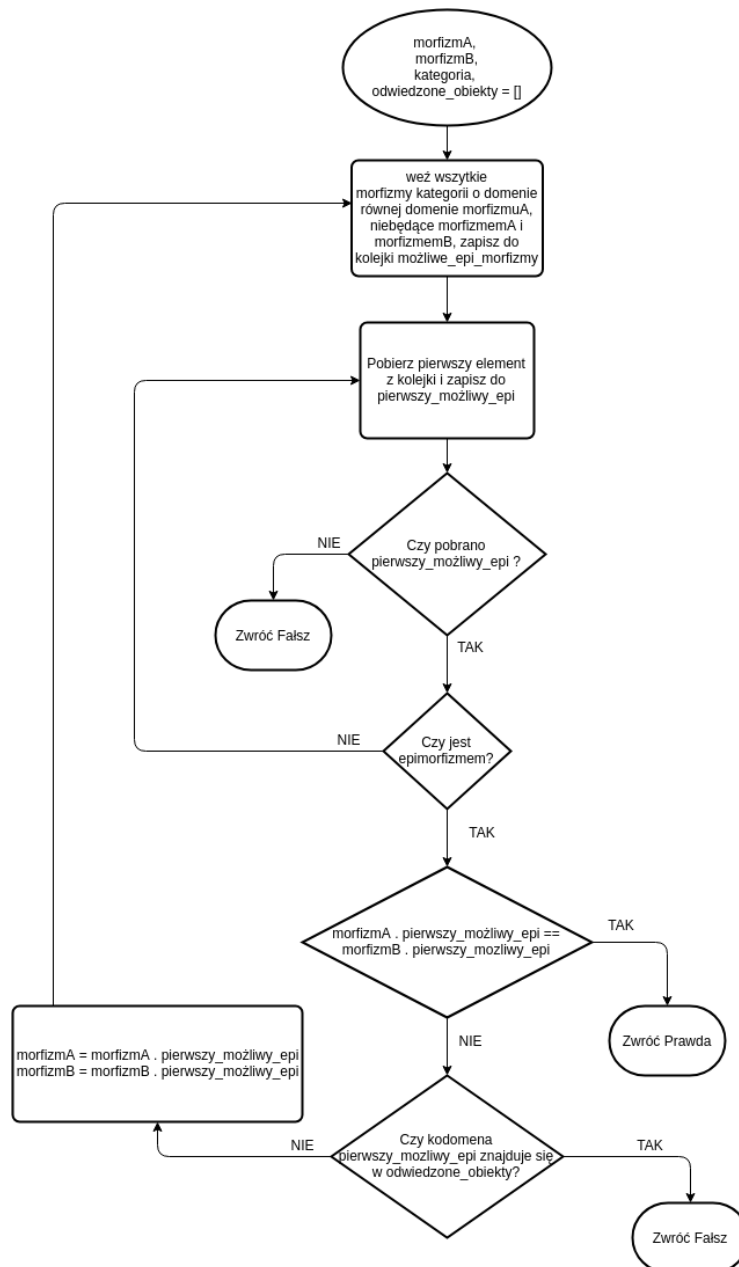 morfizmA,
morfizmB,
kategoria,
odwiedzone_obiekty = []
weź wszytkie
morfizmy kategorii o domenie
równej domenie morfizmuA,
niebędące morfizmemA i
morfizmemB, zapisz do
kolejki możliwe_epi_morfizmy
Pobierz pierwszy element
z kolejki i zapisz do
pierwszy_możliwy_epi
Czy pobrano
pierwszy_możliwy_epi ?
NIE
Zwróć Fałsz
TAK
Czy jest
epimorfizmem?
NIE
TAK
morfizmA . pierwszy_możliwy_epi ==
morfizmB . pierwszy_mozliwy_epi
TAK
Zwróć Prawda
NIE
morfizmA = morfizmA . pierwszy_możliwy_epi
morfizmB = morfizmB . pierwszy_możliwy_epi
Czy kodomena
pierwszy_mozliwy_epi znajduje się
w odwiedzone_obiekty?
NIE
TAK
Zwróć Fałsz